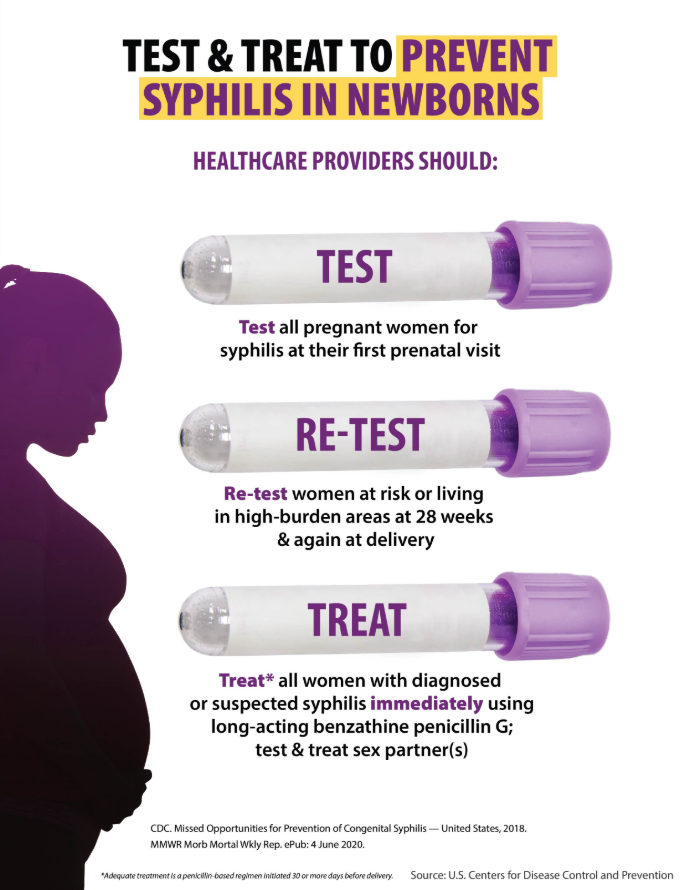 TEST & TREAT TO PREVENT
SYPHILIS IN NEWBORNS
HEALTHCARE PROVIDERS SHOULD:
TEST
Test all pregnant women for
syphilis at their first prenatal visit
RE-TEST
Re-test women at risk or living
in high-burden areas at 28 weeks
& again at delivery
TREAT
Treat* all women with diagnosed
or suspected syphilis immediately using
long-acting benzathine penicillin G;
test & treat sex partner(s)
CDC. Missed Opportunities for Prevention of Congenital Syphilis — United States, 2018.
MMWR Morb Mortal Wkly Rep. ePub: 4 June 2020.
*Adequate treatment is a penicillin-based regimen initiated 30 or more days before delivery. Source: U.S. Centers for Disease Control and Prevention